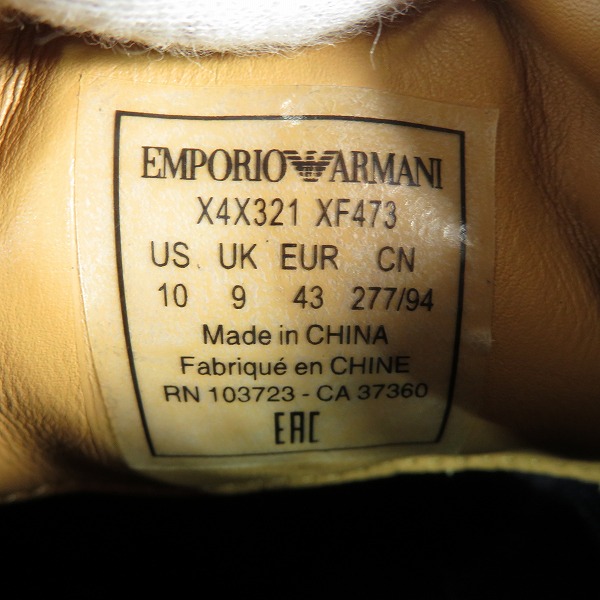 EMPORIO ARMANI
X4X321 XF473
US UK EUR CN
10 9 43 277/94
Made in CHINA
Fabriqué en CHINE
RN 103723 - CA 37360
EAC